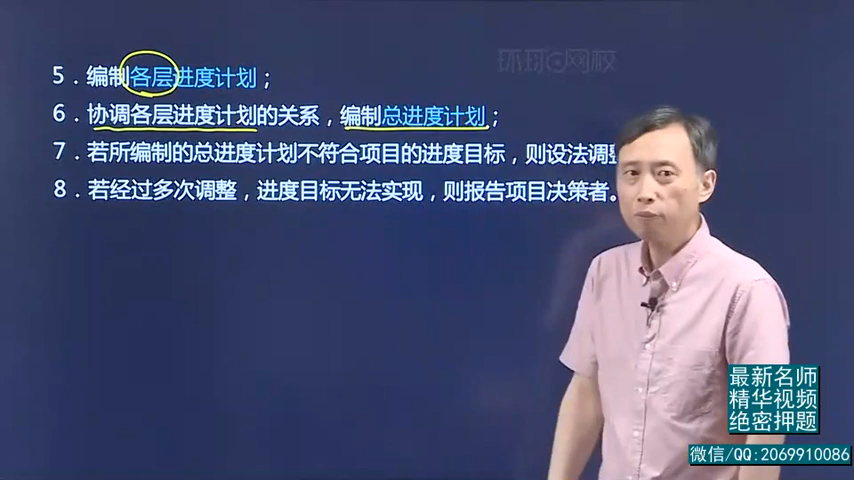 环球网校
5．编制各层进度计划；
6．协调各层进度计划的关系，编制总进度计划；
7．若所编制的总进度计划不符合项目的进度目标，则设法调整
8．若经过多次调整，进度目标无法实现，则报告项目决策者。
最新名师
精华视频
绝密押题
微信/QQ:2069910086